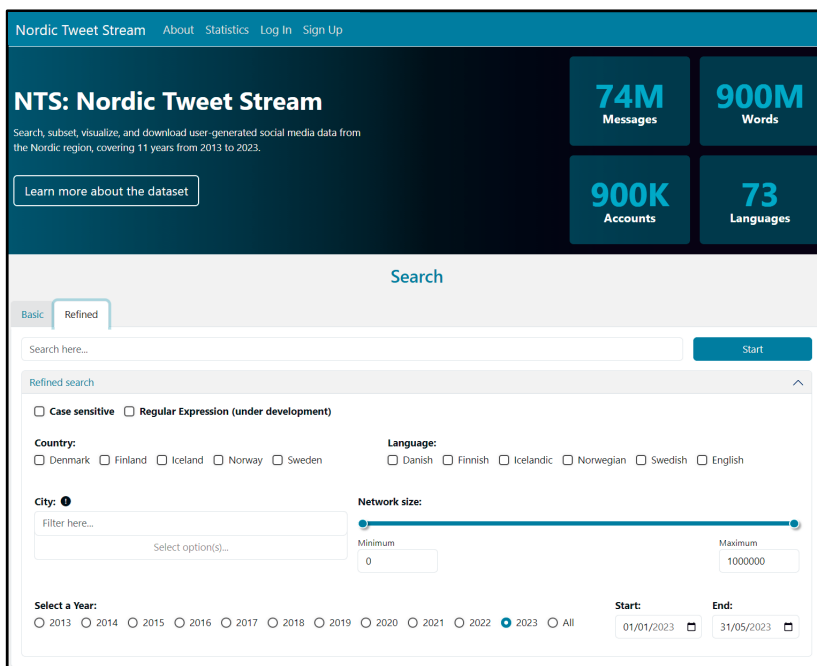 Nordic Tweet Stream About Statistics Log In Sign Up
NTS: Nordic Tweet Stream
Search, subset, visualize, and download user-generated social media data from
the Nordic region, covering 11 years from 2013 to 2023.
Learn more about the dataset
74M
Messages
900M
Words
900K
Accounts
73
Languages
Search
Basic Refined
Search here... Start
Refined search
Case sensitive Regular Expression (under development)
Country: Language:
Denmark Finland Iceland Norway Sweden Danish Finnish Icelandic Norwegian Swedish English
City: Network size:
Filter here...
Select option(s)...
Minimum Maximum
0 1000000
Select a Year: Start: End:
2013 2014 2015 2016 2017 2018 2019 2020 2021 2022 2023 All 01/01/2023 31/05/2023